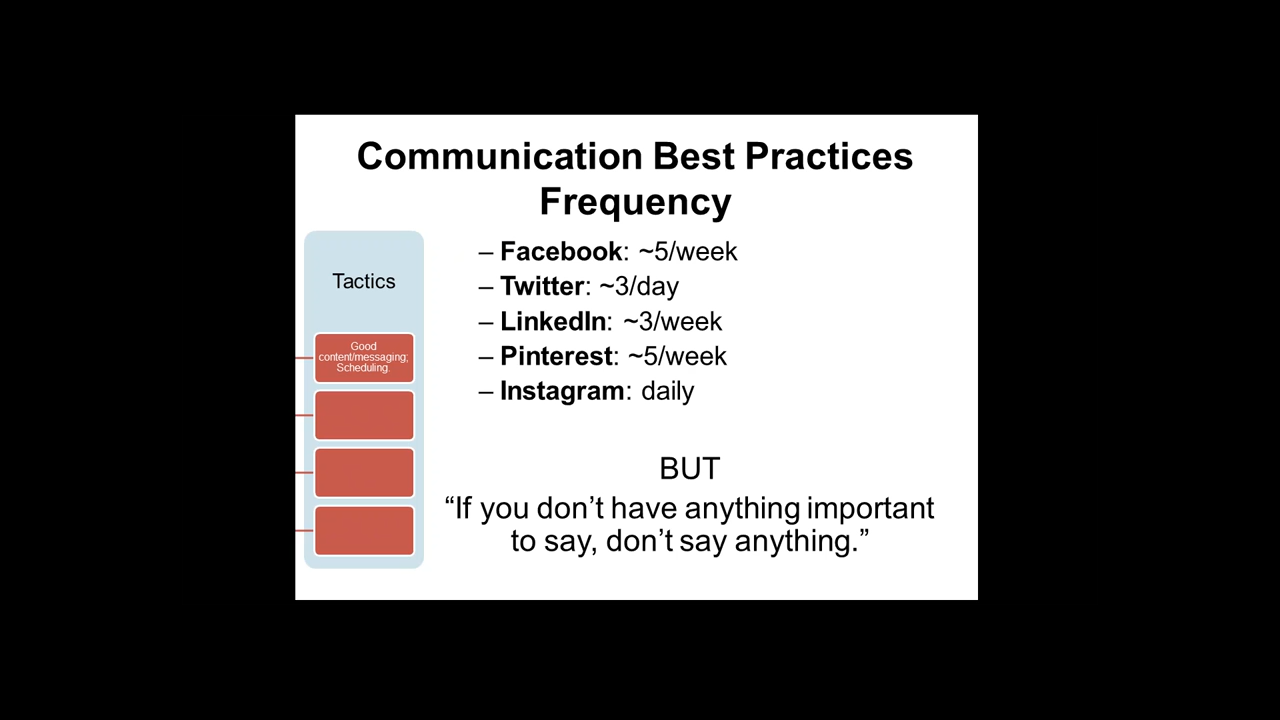 Communication Best Practices
Frequency
Tactics
Good
content/messaging;
Scheduling.
– Facebook: ~5/week
– Twitter: ~3/day
– LinkedIn: ~3/week
– Pinterest: ~5/week
– Instagram: daily
BUT
“If you don’t have anything important
to say, don’t say anything.”